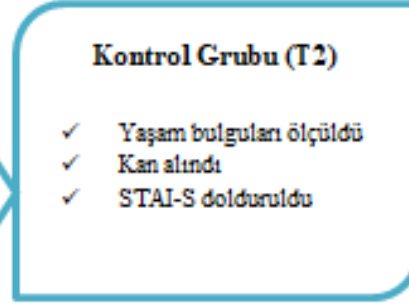 Kontrol Grubu (T2)
✓ Yaşam bulguları ölçüldü
✓ Kan alındı
✓ STAI-S dolduruldu